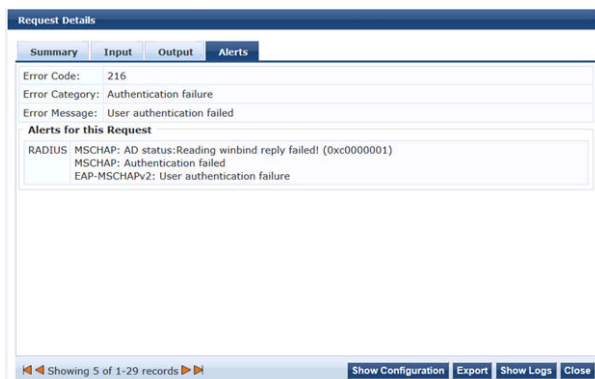 Request Details
Summary Input Output Alerts
Error Code: 216
Error Category: Authentication failure
Error Message: User authentication failed
Alerts for this Request
RADIUS MSCHAP: AD status:Reading winbind reply failed! (0xc0000001)
MSCHAP: Authentication failed
EAP-MSCHAPv2: User authentication failure
Showing 5 of 1-29 records Show Configuration Export Show Logs Close